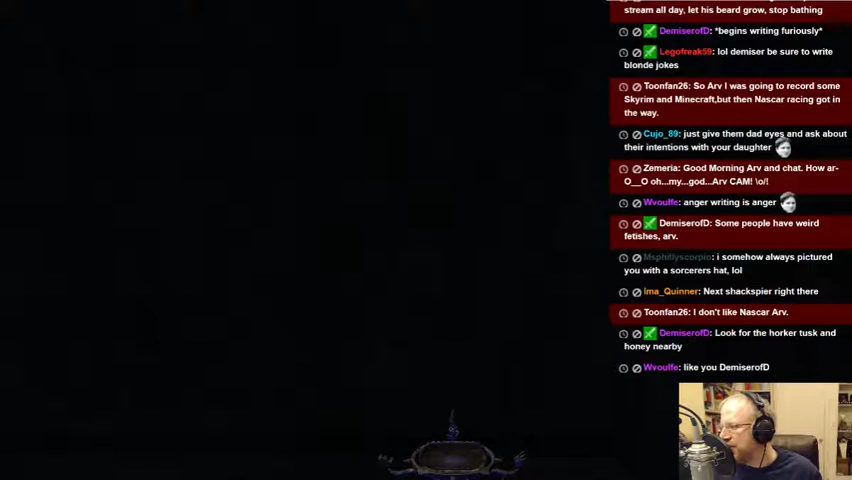 stream all day, let his beard grow, stop bathing
DemiserofD: *begins writing furiously*
Legofreak59: lol demiser be sure to write
blonde jokes
Toonfan26: So Arv I was going to record some
Skyrim and Minecraft,but then Nascar racing got in
the way.
Cujo_89: just give them dad eyes and ask about
their intentions with your daughter
Zemeria: Good Morning Arv and chat. How ar-
O__O oh...my...god...Arv CAM! \o/!
Wvoulfe: anger writing is anger
DemiserofD: Some people have weird
fetishes, arv.
Msphillyscorpio: i somehow always pictured
you with a sorcerers hat, lol
Ima_Quinner: Next shackspier right there
Toonfan26: I don't like Nascar Arv.
DemiserofD: Look for the horker tusk and
honey nearby
Wvoulfe: like you DemiserofD